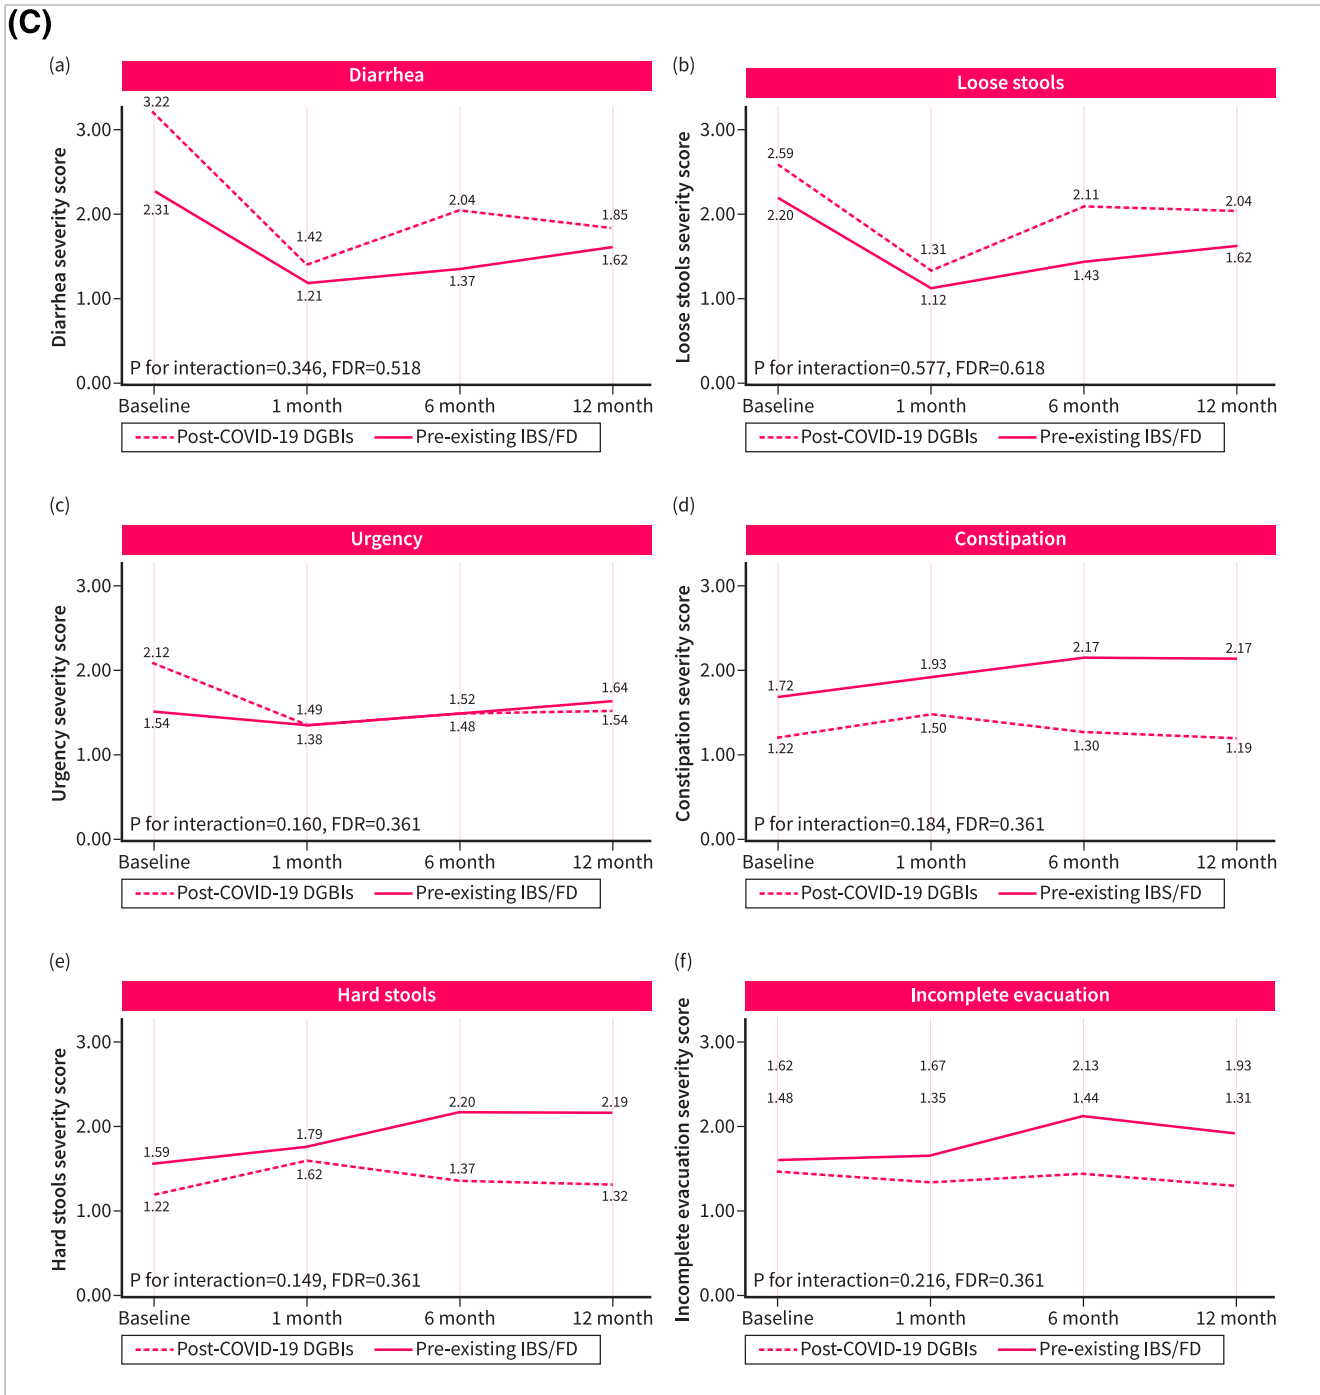 (C)
(a)
Diarrhea
Diarrhea severity score
3.00
2.00
1.00
0.00
3.22
2.31
1.42
1.21
2.04
1.37
1.85
1.62
P for interaction=0.346, FDR=0.518
Baseline 1 month 6 month 12 month
Post-COVID-19 DGBIs Pre-existing IBS/FD
(b)
Loose stools
Loose stools severity score
3.00
2.00
1.00
0.00
2.59
2.20
1.31
1.12
2.11
1.43
2.04
1.62
P for interaction=0.577, FDR=0.618
Baseline 1 month 6 month 12 month
Post-COVID-19 DGBIs Pre-existing IBS/FD
(c)
Urgency
Urgency severity score
3.00
2.00
1.00
0.00
2.12
1.54
1.49
1.38
1.52
1.48
1.64
1.54
P for interaction=0.160, FDR=0.361
Baseline 1 month 6 month 12 month
Post-COVID-19 DGBIs Pre-existing IBS/FD
(d)
Constipation
Constipation severity score
3.00
2.00
1.00
0.00
1.72
1.22
1.93
1.50
2.17
1.30
2.17
1.19
P for interaction=0.184, FDR=0.361
Baseline 1 month 6 month 12 month
Post-COVID-19 DGBIs Pre-existing IBS/FD
(e)
Hard stools
Hard stools severity score
3.00
2.00
1.00
0.00
1.59
1.22
1.79
1.62
2.20
1.37
2.19
1.32
P for interaction=0.149, FDR=0.361
Baseline 1 month 6 month 12 month
Post-COVID-19 DGBIs Pre-existing IBS/FD
(f)
Incomplete evacuation
Incomplete evacuation severity score
3.00
2.00
1.00
0.00
1.62 1.67 2.13 1.93
1.48 1.35 1.44 1.31
P for interaction=0.216, FDR=0.361
Baseline 1 month 6 month 12 month
Post-COVID-19 DGBIs Pre-existing IBS/FD